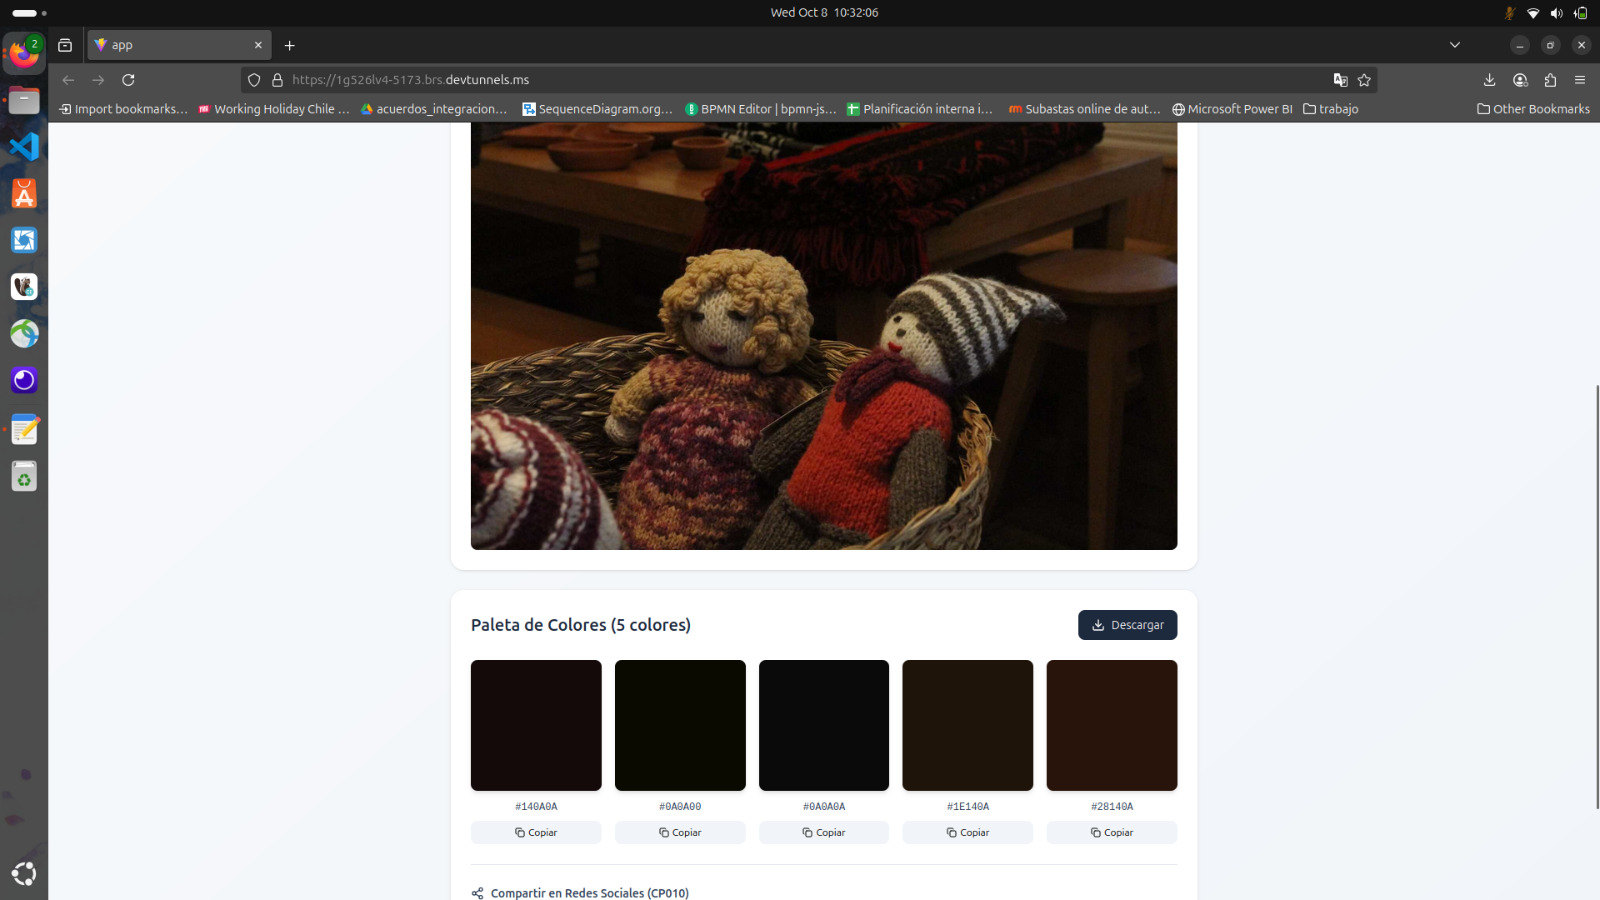 Wed Oct 8 10:32:06
2
app
https://1g526lv4-5173.brs.devtunnels.ms
Import bookmarks…
Working Holiday Chile …
acuerdos_integracion…
SequenceDiagram.org…
BPMN Editor | bpmn-js…
Planificación interna i…
Subastas online de aut…
Microsoft Power BI
trabajo
Other Bookmarks
Paleta de Colores (5 colores)
Descargar
#140A0A
#0A0A00
#0A0A0A
#1E140A
#28140A
Copiar
Copiar
Copiar
Copiar
Copiar
Compartir en Redes Sociales (CP010)